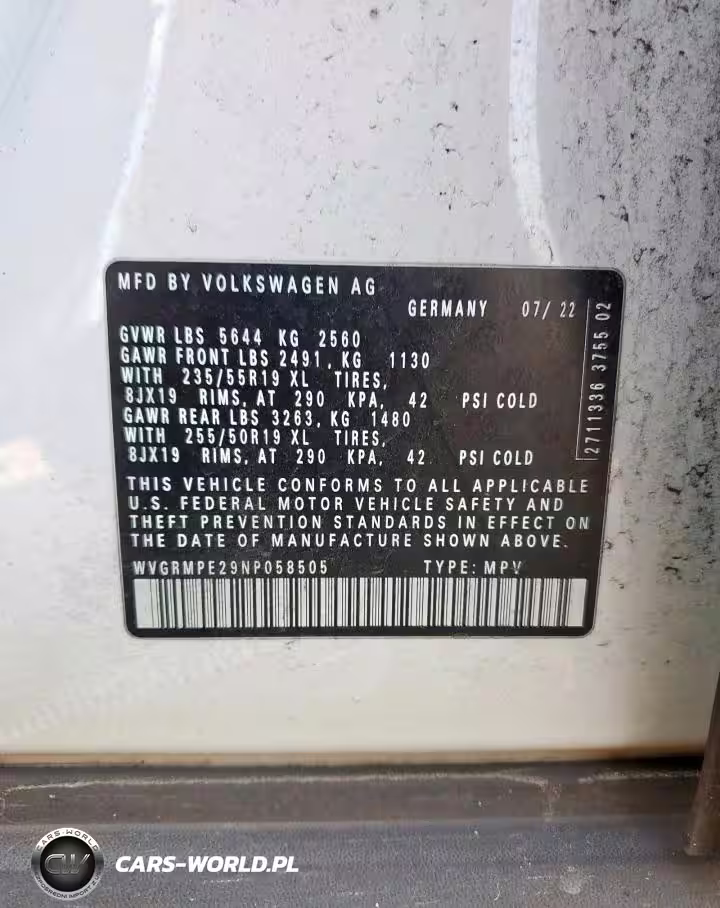 MFD BY VOLKSWAGEN AG
GERMANY 07/22
GVWR LBS 5644 KG 2560
GAWR FRONT LBS 2491, KG 1130
WITH 235/55R19 XL TIRES,
8JX19 RIMS, AT 290 KPA, 42 PSI COLD
GAWR REAR LBS 3263, KG 1480
WITH 255/50R19 XL TIRES,
8JX19 RIMS, AT 290 KPA, 42 PSI COLD
2711336 3755 02
THIS VEHICLE CONFORMS TO ALL APPLICABLE
U.S. FEDERAL MOTOR VEHICLE SAFETY AND
THEFT PREVENTION STANDARDS IN EFFECT ON
THE DATE OF MANUFACTURE SHOWN ABOVE.
WVGRMPE29NP058505 TYPE: MPV
CARS-WORLD
CW
CARS-WORLD.PL